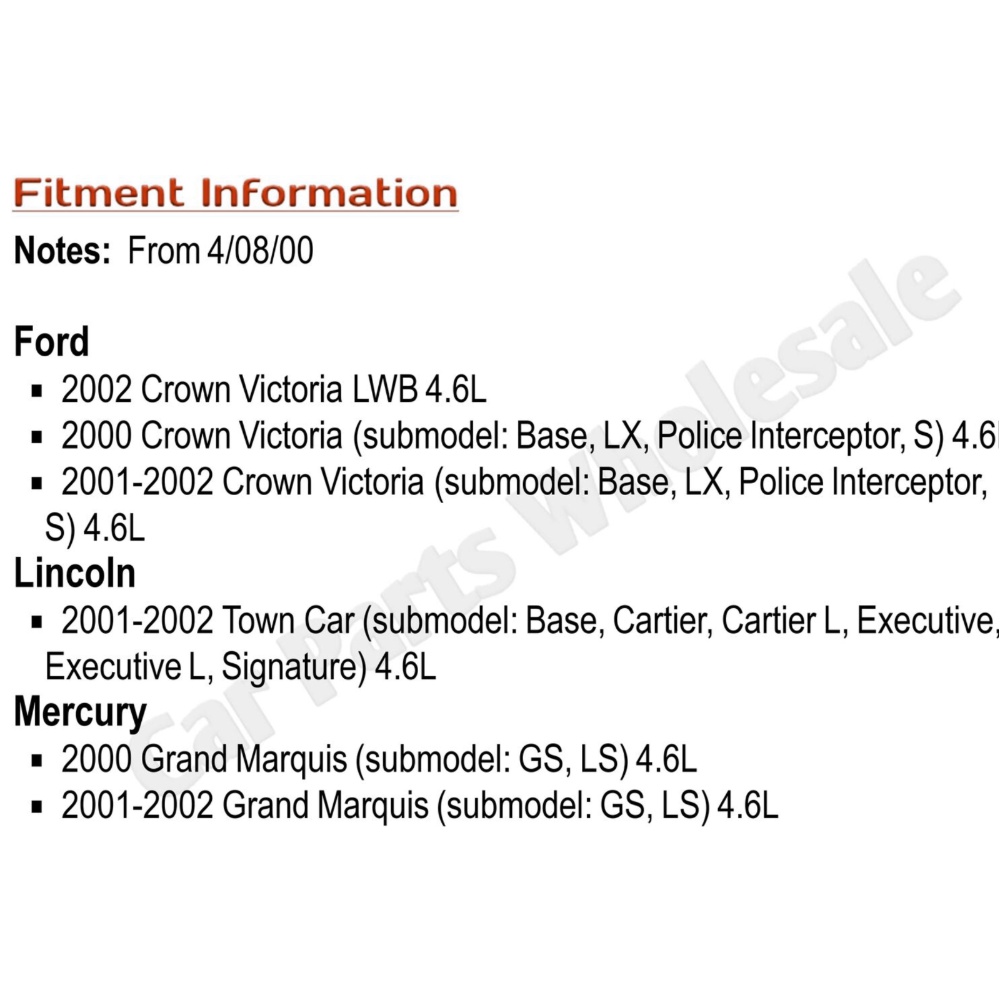 Fitment Information
Notes: From 4/08/00
Ford
▪ 2002 Crown Victoria LWB 4.6L
▪ 2000 Crown Victoria (submodel: Base, LX, Police Interceptor, S) 4.6l
▪ 2001-2002 Crown Victoria (submodel: Base, LX, Police Interceptor,
S) 4.6L
Lincoln
▪ 2001-2002 Town Car (submodel: Base, Cartier, Cartier L, Executive,
Executive L, Signature) 4.6L
Mercury
▪ 2000 Grand Marquis (submodel: GS, LS) 4.6L
▪ 2001-2002 Grand Marquis (submodel: GS, LS) 4.6L
Car Parts Wholesale